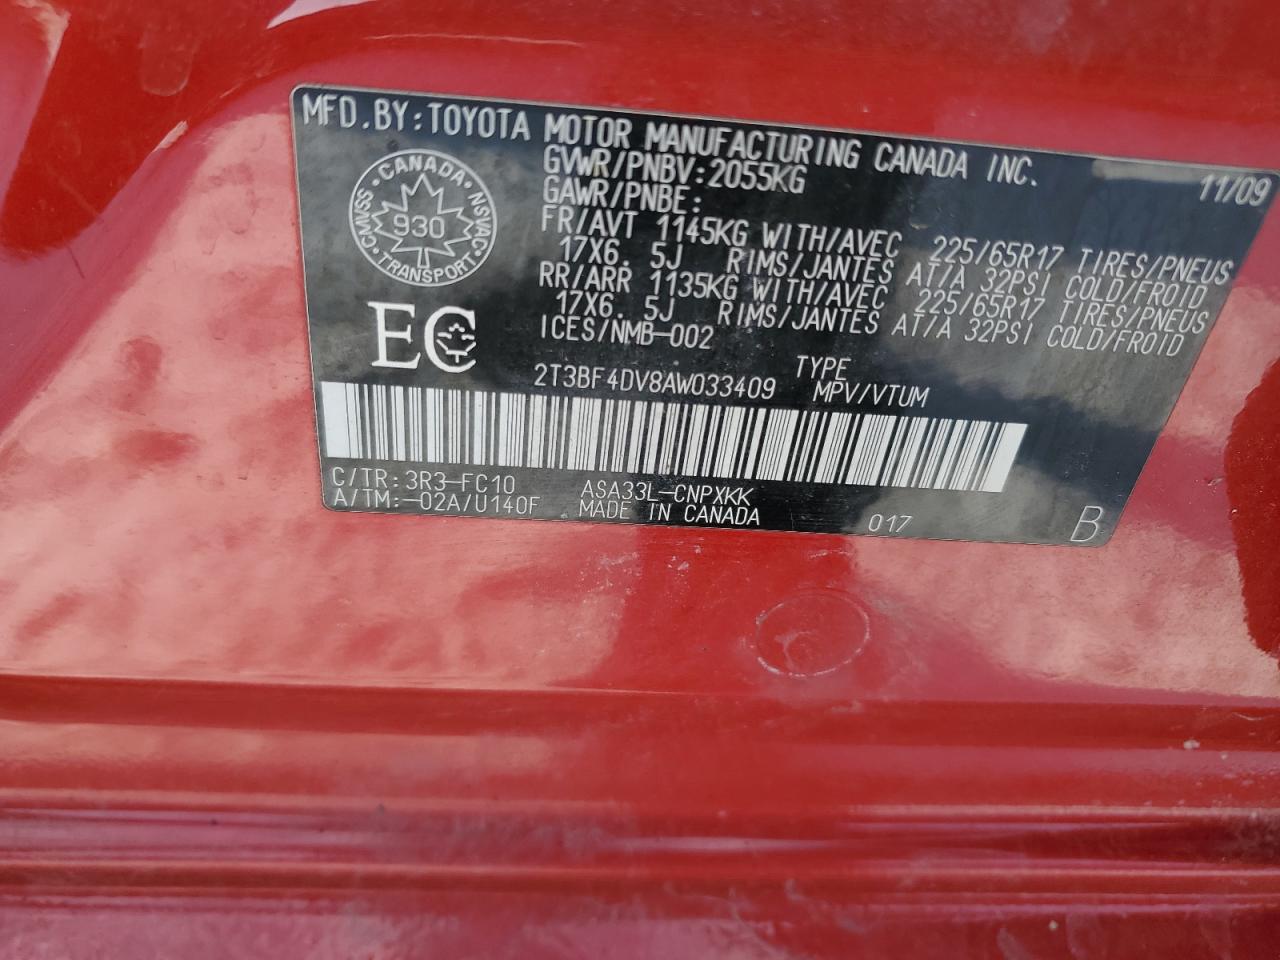 MFD.BY:TOYOTA MOTOR MANUFACTURING CANADA INC. 11/09
GVWR/PNBV:2055KG
GAWR/PNBE:
FR/AVT 1145KG WITH/AVEC 225/65R17 TIRES/PNEUS
17X6. 5J RIMS/JANTES AT/A 32PSI COLD/FROID
RR/ARR 1135KG WITH/AVEC 225/65R17 TIRES/PNEUS
17X6. 5J RIMS/JANTES AT/A 32PSI COLD/FROID
ICES/NMB-002
CANADA
CMVSS
930
NSVAC
TRANSPORT
EC
2T3BF4DV8AW033409
TYPE
MPV/VTUM
C/TR:3R3-FC10 ASA33L-CNPXKK
A/TM:-02A/U140F MADE IN CANADA 017 B